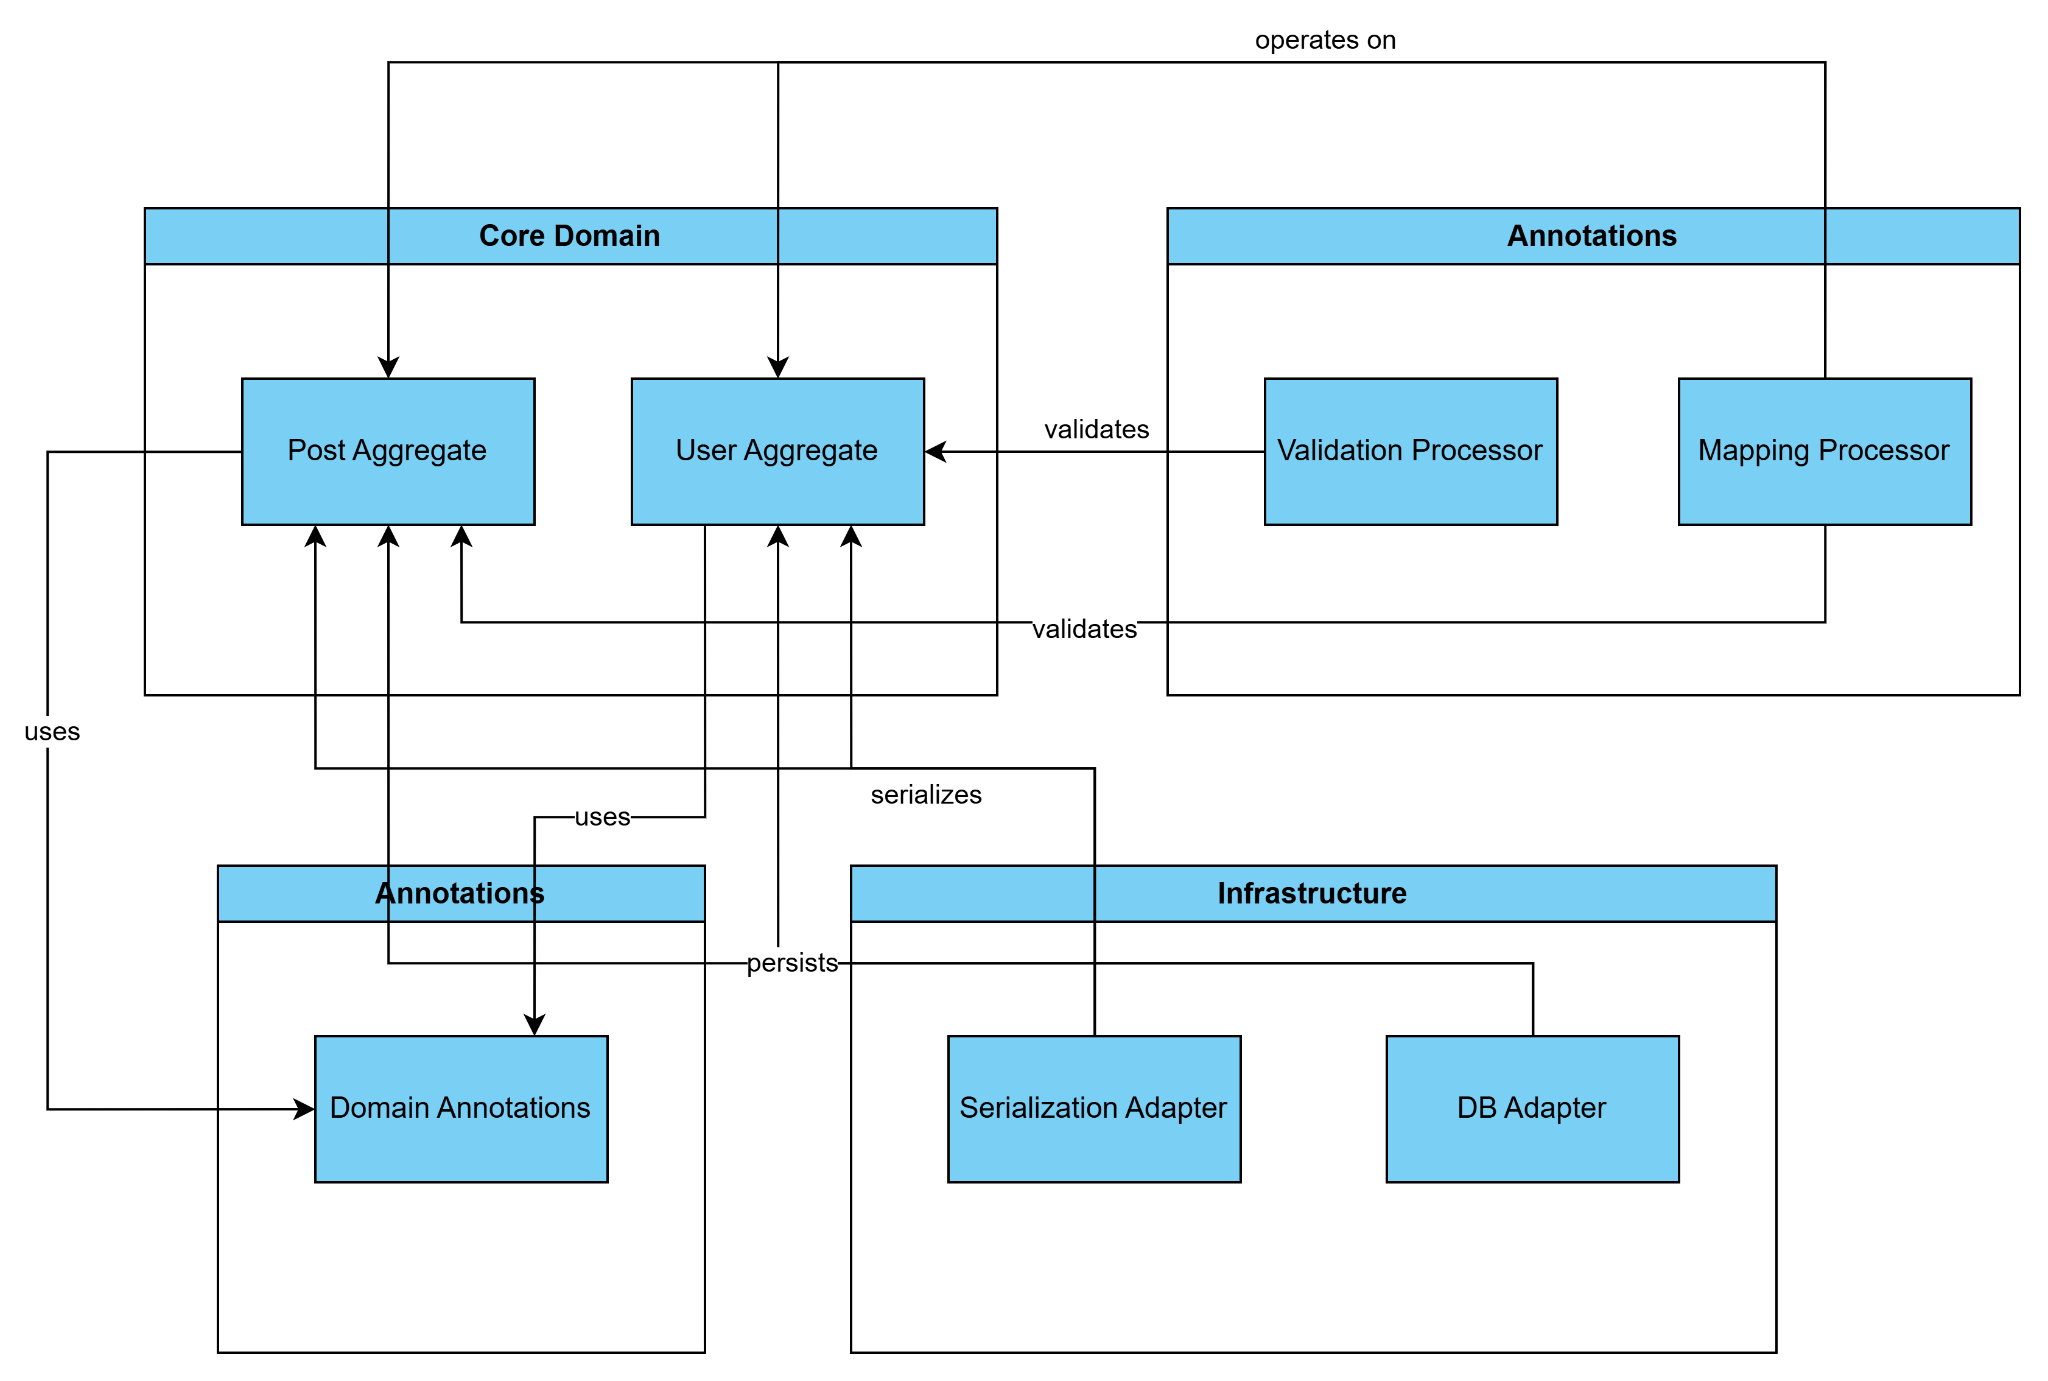 operates on
Core Domain
Annotations
Post Aggregate
User Aggregate
validates
Validation Processor
Mapping Processor
validates
uses
serializes
uses
Annotations
Infrastructure
persists
Domain Annotations
Serialization Adapter
DB Adapter